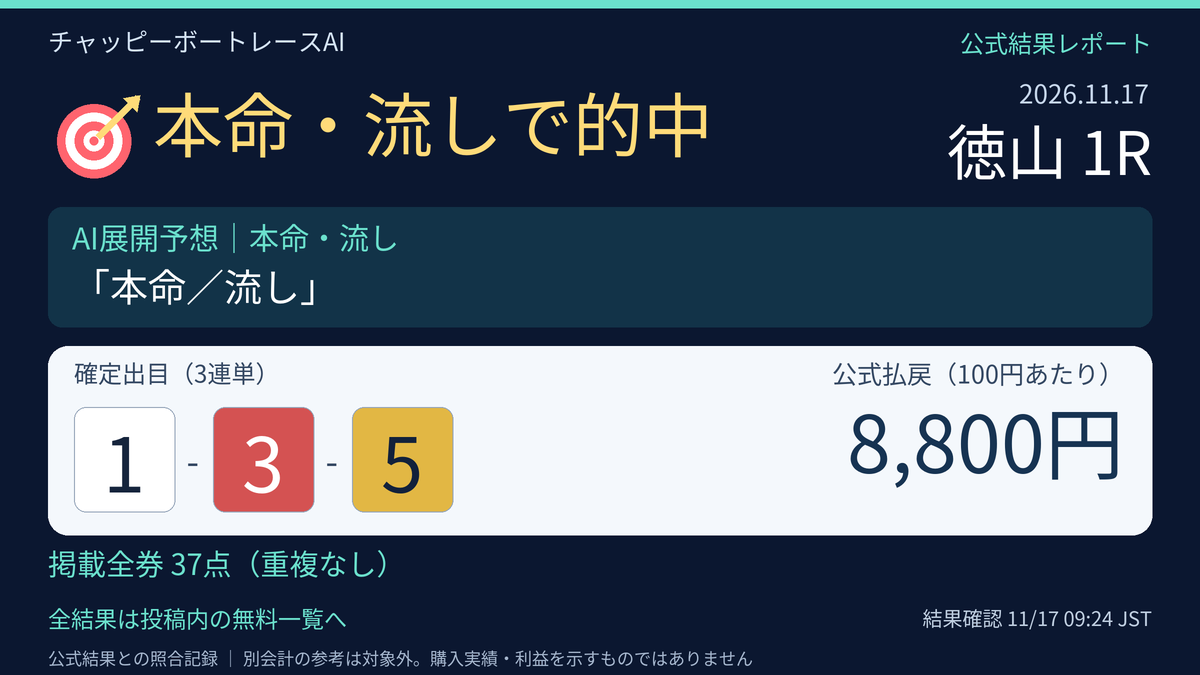 チャッピーボートレースAI
公式結果レポート
本命・流しで的中
2026.11.17
徳山 1R
AI展開予想｜本命・流し
「本命／流し」
確定出目（3連単）
公式払戻（100円あたり）
1 - 3 - 5
8,800円
掲載全券 37点（重複なし）
全結果は投稿内の無料一覧へ
結果確認 11/17 09:24 JST
公式結果との照合記録 ｜ 別会計の参考は対象外。購入実績・利益を示すものではありません